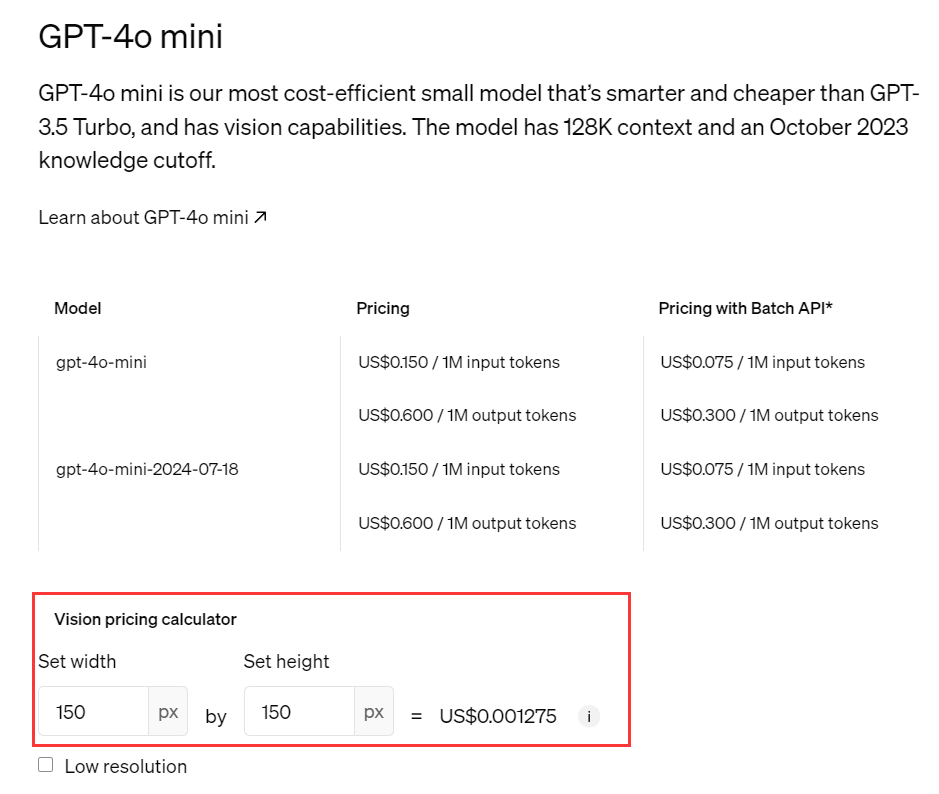 GPT-4o mini
GPT-4o mini is our most cost-efficient small model that's smarter and cheaper than GPT-
3.5 Turbo, and has vision capabilities. The model has 128K context and an October 2023
knowledge cutoff.
Learn about GPT-4o mini ↗
Model Pricing Pricing with Batch API*
gpt-4o-mini US$0.150 / 1M input tokens US$0.075 / 1M input tokens
US$0.600 / 1M output tokens US$0.300 / 1M output tokens
gpt-4o-mini-2024-07-18 US$0.150 / 1M input tokens US$0.075 / 1M input tokens
US$0.600 / 1M output tokens US$0.300 / 1M output tokens
Vision pricing calculator
Set width Set height
150 px by 150 px = US$0.001275 i
Low resolution